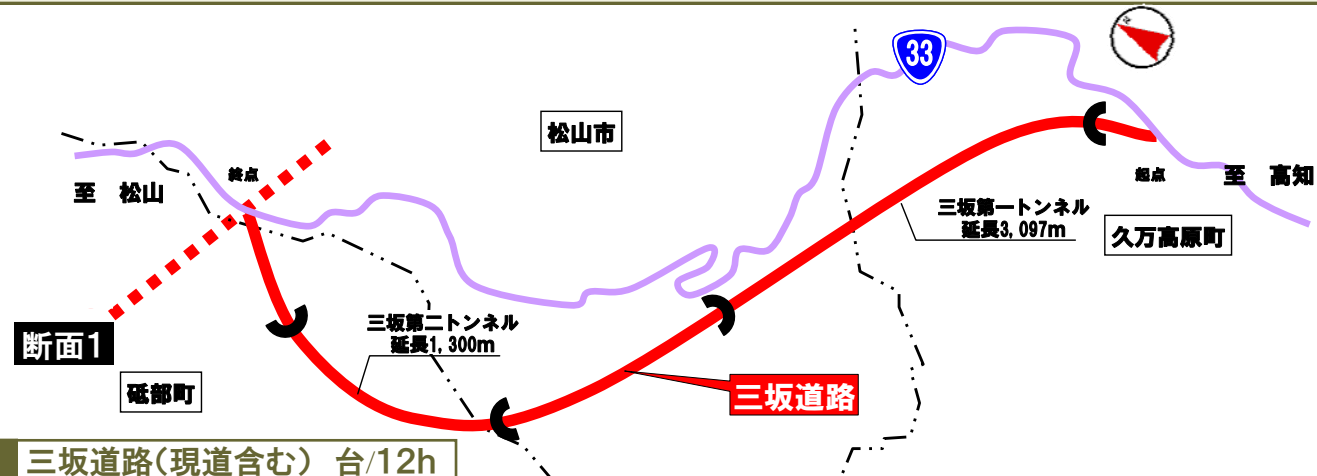 33
松山市
至 松山
終点
起点
至 高知
三坂第一トンネル
延長3,097m
久万高原町
三坂第二トンネル
延長1,300m
断面1
砥部町
三坂道路
三坂道路(現道含む) 台/12h